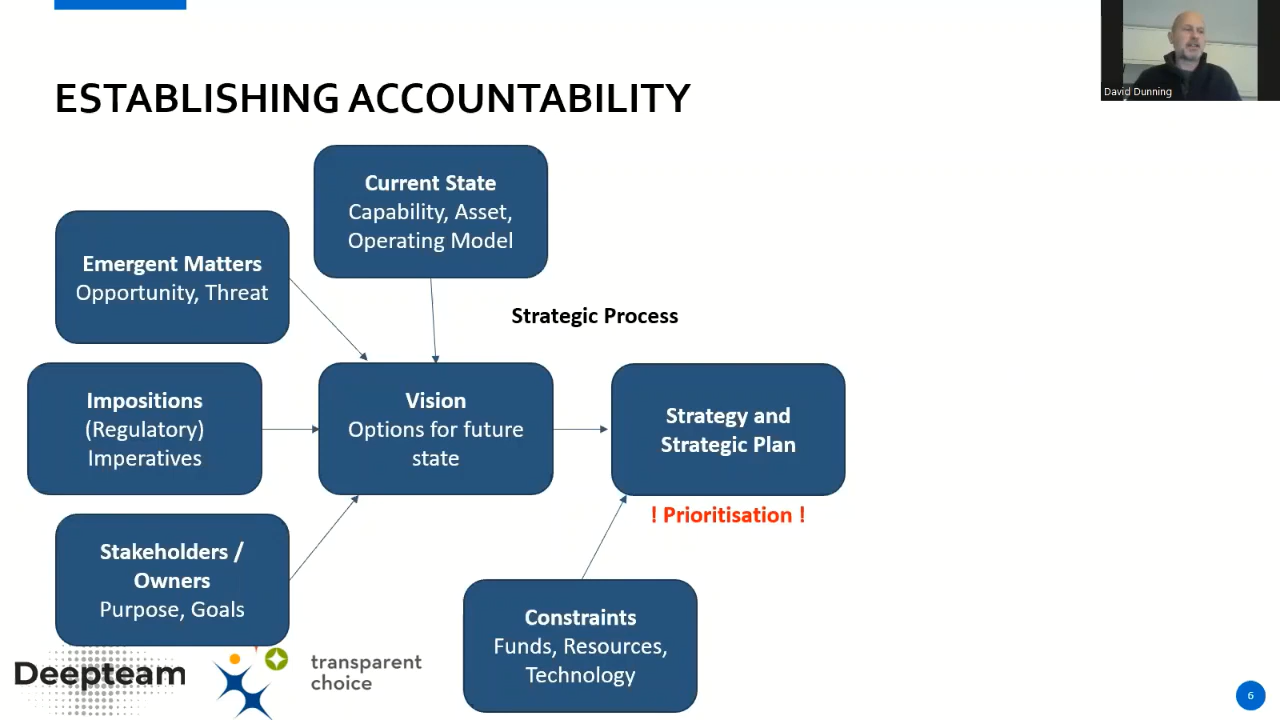 ESTABLISHING ACCOUNTABILITY
David Dunning
Current State
Capability, Asset,
Operating Model
Emergent Matters
Opportunity, Threat
Strategic Process
Impositions
(Regulatory)
Imperatives
Vision
Options for future
state
Strategy and
Strategic Plan
! Prioritisation !
Stakeholders /
Owners
Purpose, Goals
Constraints
Funds, Resources,
Technology
Deepteam
transparent
choice
6